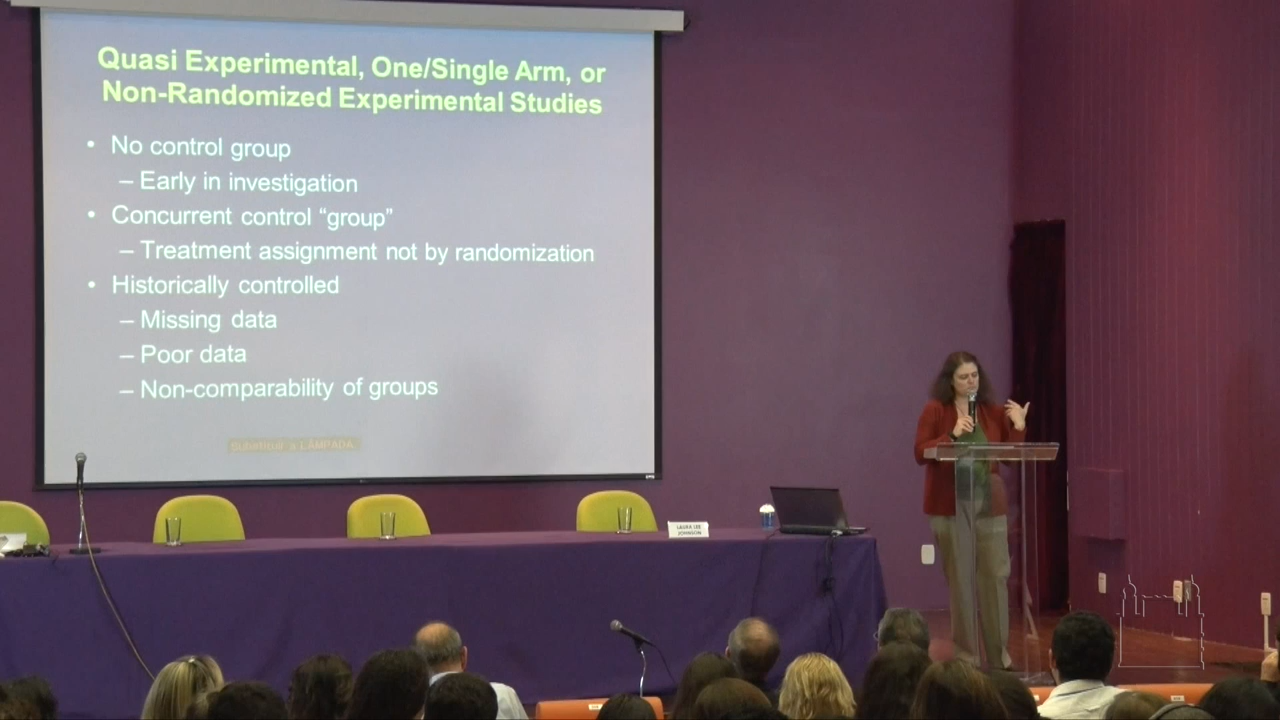 Quasi Experimental, One/Single Arm, or
Non-Randomized Experimental Studies
• No control group
– Early in investigation
• Concurrent control “group”
– Treatment assignment not by randomization
• Historically controlled
– Missing data
– Poor data
– Non-comparability of groups
LÂMPADA.
LAURA LEE
JOHNSON